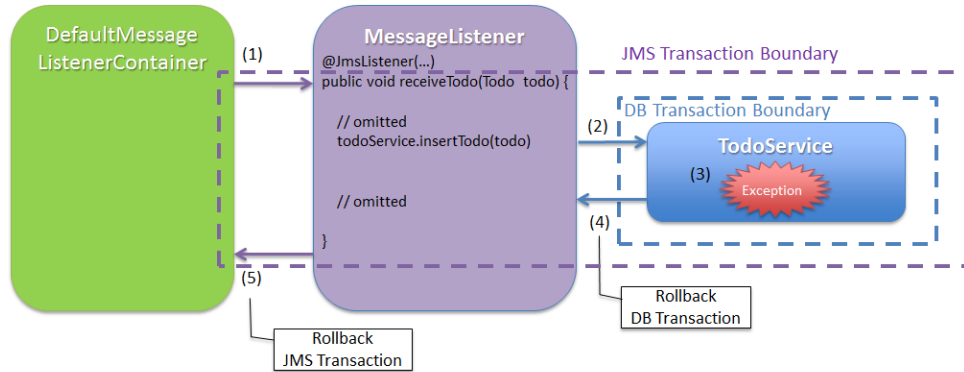 DefaultMessage
ListenerContainer
(1)
MessageListener
@JmsListener(...)
public void receiveTodo(Todo todo) {
// omitted
todoService.insertTodo(todo)
// omitted
}
JMS Transaction Boundary
DB Transaction Boundary
(2)
TodoService
(3)
Exception
(4)
(5)
Rollback
DB Transaction
Rollback
JMS Transaction